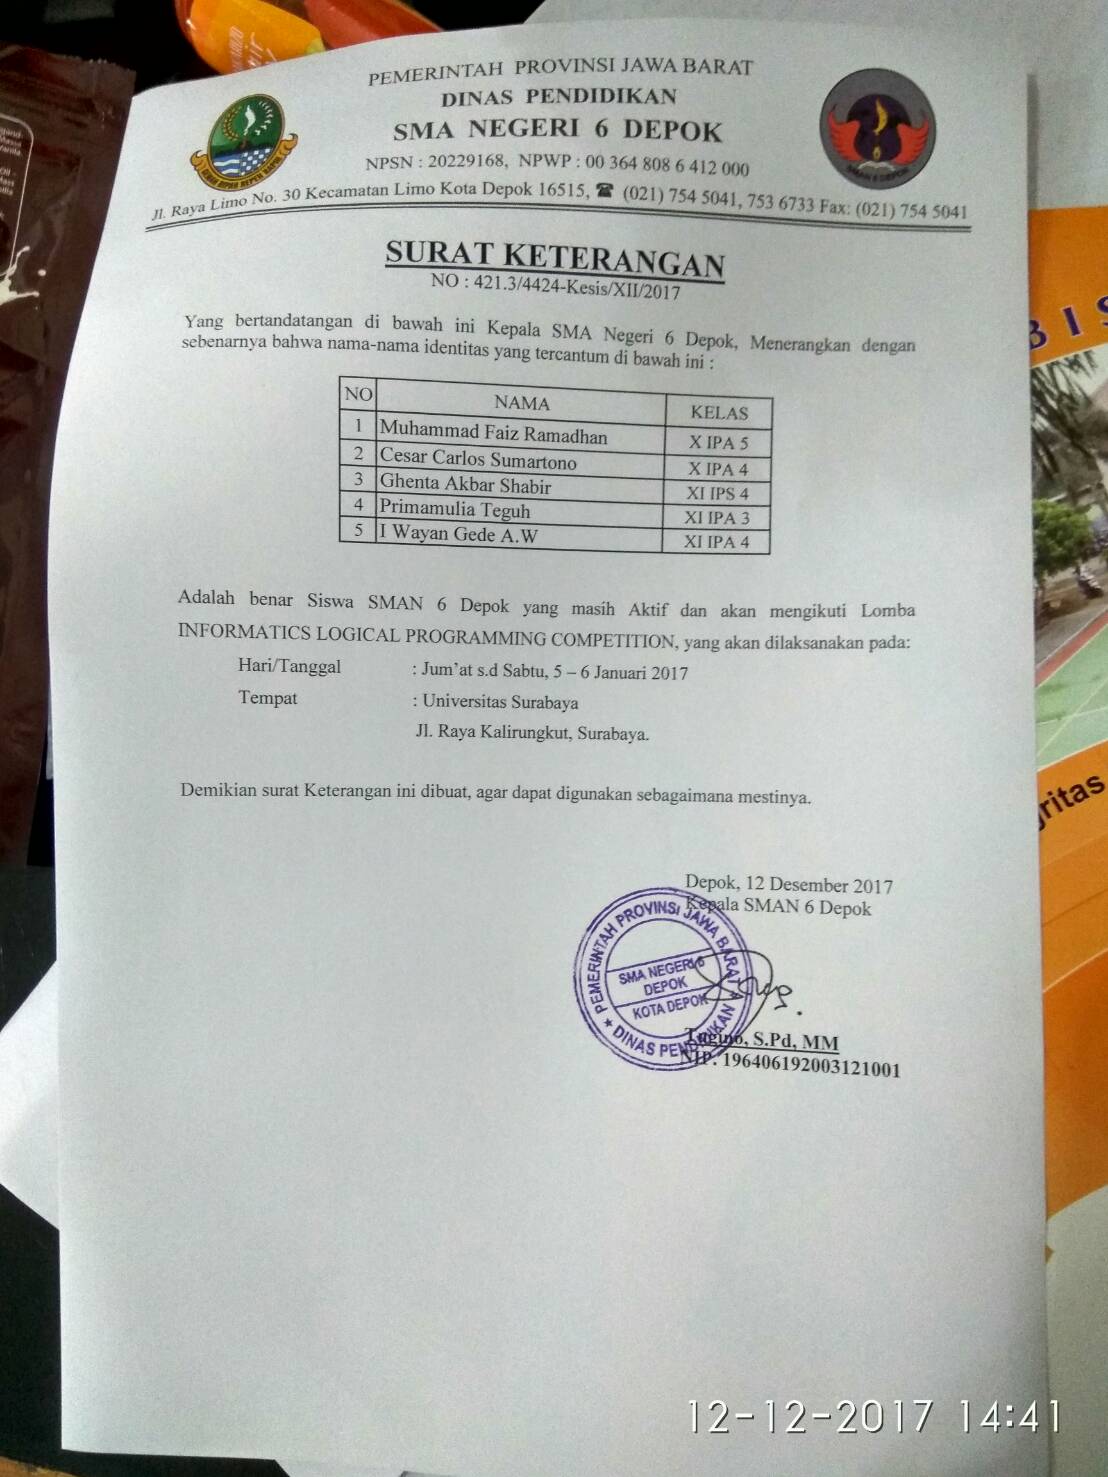 PEMERINTAH PROVINSI JAWA BARAT
DINAS PENDIDIKAN
SMA NEGERI 6 DEPOK
NPSN : 20229168, NPWP : 00 364 808 6 412 000
Jl. Raya Limo No. 30 Kecamatan Limo Kota Depok 16515, ☎ (021) 754 5041, 753 6733 Fax: (021) 754 5041
SMAN 6 DEPOK
SURAT KETERANGAN
NO : 421.3/4424-Kesis/XII/2017
Yang bertandatangan di bawah ini Kepala SMA Negeri 6 Depok, Menerangkan dengan
sebenarnya bahwa nama-nama identitas yang tercantum di bawah ini :
NO NAMA KELAS
1 Muhammad Faiz Ramadhan X IPA 5
2 Cesar Carlos Sumartono X IPA 4
3 Ghenta Akbar Shabir XI IPS 4
4 Primamulia Teguh XI IPA 3
5 I Wayan Gede A.W XI IPA 4
Adalah benar Siswa SMAN 6 Depok yang masih Aktif dan akan mengikuti Lomba
INFORMATICS LOGICAL PROGRAMMING COMPETITION, yang akan dilaksanakan pada:
Hari/Tanggal : Jum'at s.d Sabtu, 5 – 6 Januari 2017
Tempat : Universitas Surabaya
Jl. Raya Kalirungkut, Surabaya.
Demikian surat Keterangan ini dibuat, agar dapat digunakan sebagaimana mestinya.
Depok, 12 Desember 2017
Kepala SMAN 6 Depok
PEMERINTAH PROVINSI JAWA BARAT
SMA NEGERI 6
DEPOK
KOTA DEPOK
DINAS PENDIDIKAN
Tugino, S.Pd, MM
NIP. 196406192003121001
BIS
gritas
12-12-2017 14:41